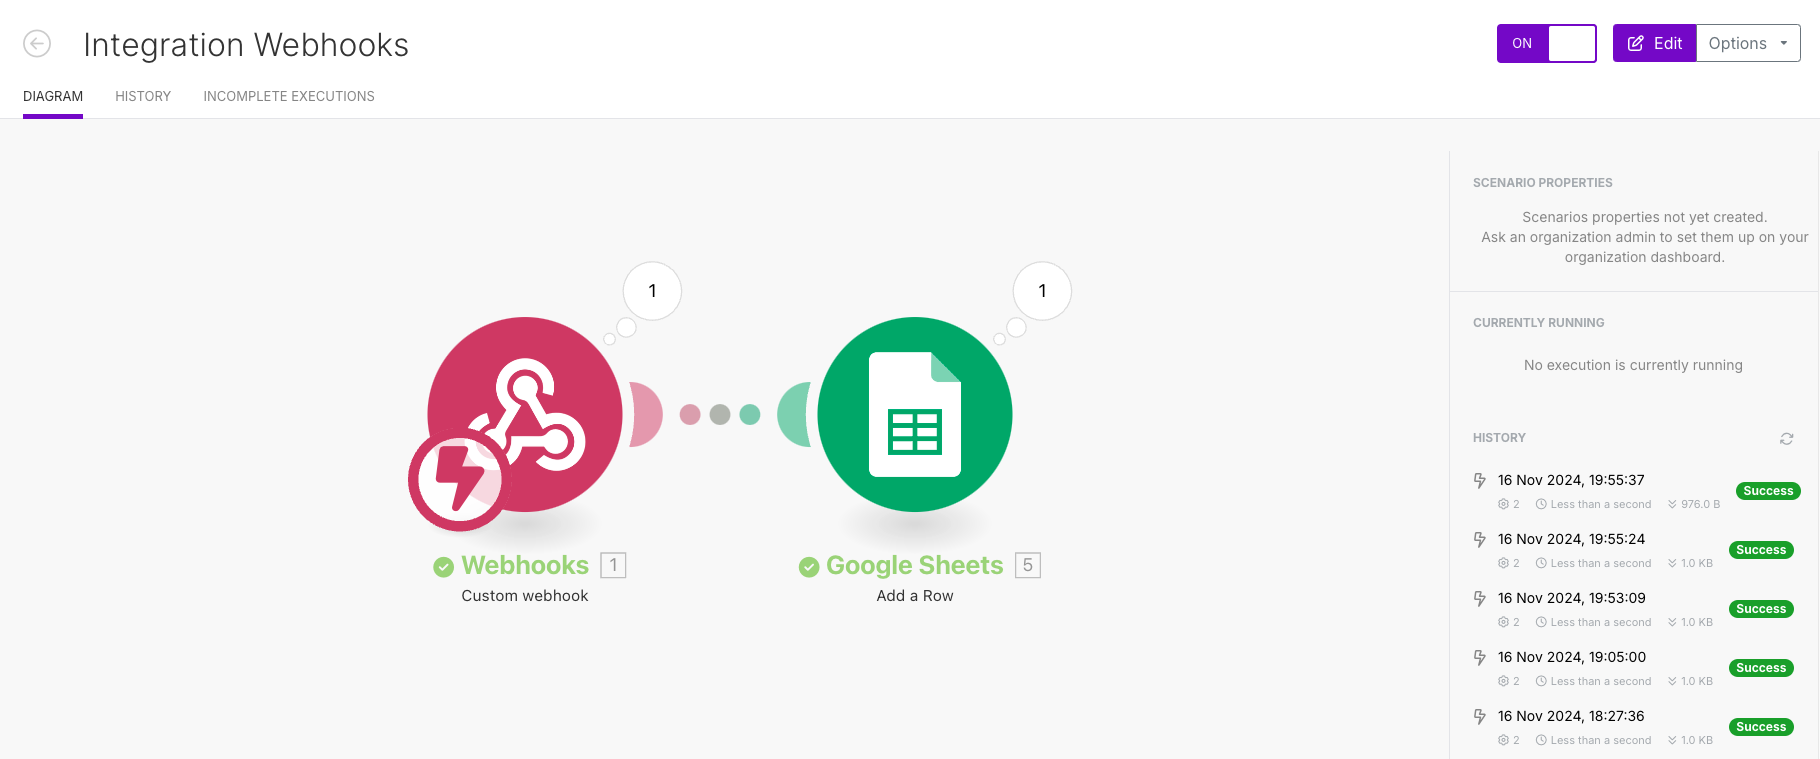 Integration Webhooks
ON
Edit
Options
DIAGRAM
HISTORY
INCOMPLETE EXECUTIONS
1
1
Webhooks 1
Custom webhook
Google Sheets 5
Add a Row
SCENARIO PROPERTIES
Scenarios properties not yet created.
Ask an organization admin to set them up on your
organization dashboard.
CURRENTLY RUNNING
No execution is currently running
HISTORY
16 Nov 2024, 19:55:37
Success
2 Less than a second 976.0 B
16 Nov 2024, 19:55:24
Success
2 Less than a second 1.0 KB
16 Nov 2024, 19:53:09
Success
2 Less than a second 1.0 KB
16 Nov 2024, 19:05:00
Success
2 Less than a second 1.0 KB
16 Nov 2024, 18:27:36
Success
2 Less than a second 1.0 KB